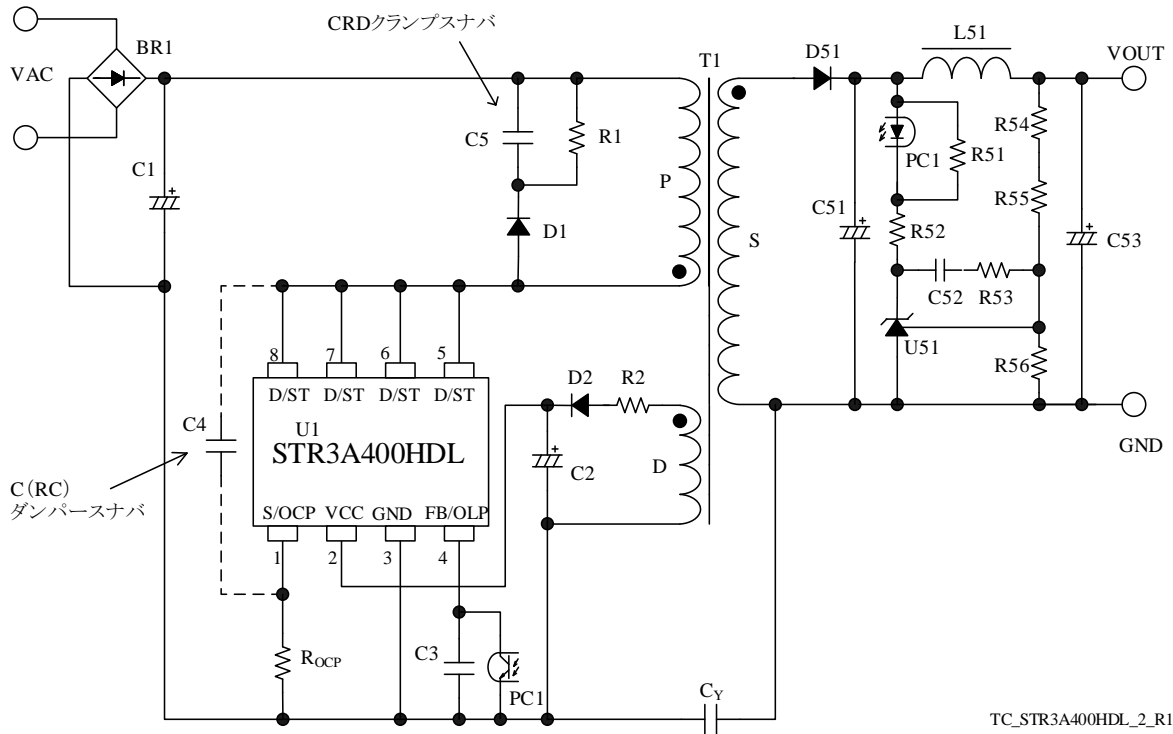 CRDクランプスナバ
BR1
VAC
C1
C5
R1
D1
P
T1
S
D51
L51
VOUT
PC1
R51
R54
R55
C51
R52
C53
C52
R53
U51
R56
GND
8
7
6
5
D/ST
D/ST
D/ST
D/ST
U1
STR3A400HDL
S/OCP
VCC
GND
FB/OLP
1
2
3
4
C4
C(RC)
ダンパースナバ
D2
R2
C2
D
ROCP
C3
PC1
CY
TC_STR3A400HDL_2_R1